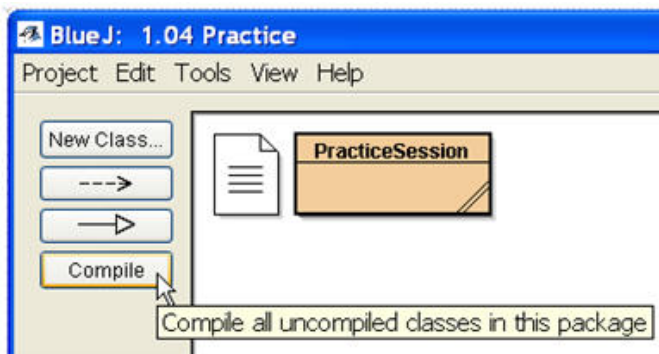 BlueJ: 1.04 Practice
Project Edit Tools View Help
New Class...
PracticeSession
Compile
Compile all uncompiled classes in this package